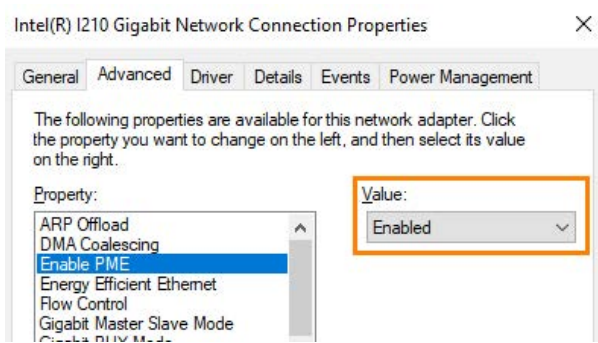 Intel(R) I210 Gigabit Network Connection Properties
General Advanced Driver Details Events Power Management
The following properties are available for this network adapter. Click
the property you want to change on the left, and then select its value
on the right.
Property:
Value:
ARP Offload
Enabled
DMA Coalescing
Enable PME
Energy Efficient Ethernet
Flow Control
Gigabit Master Slave Mode
Gigabit PHY Mode